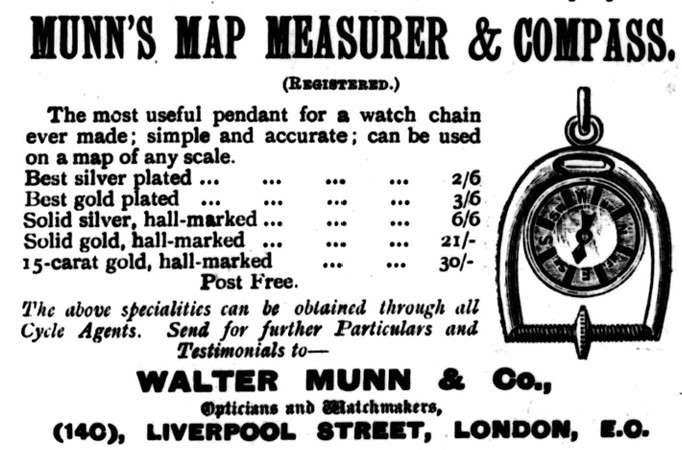 MUNN'S MAP MEASURER & COMPASS.
(REGISTERED.)
The most useful pendant for a watch chain
ever made; simple and accurate; can be used
on a map of any scale.
Best silver plated ... ... ... ... 2/6
Best gold plated ... ... ... ... 3/6
Solid silver, hall-marked ... ... ... ... 6/6
Solid gold, hall-marked ... ... ... ... 21/-
15-carat gold, hall-marked ... ... 30/-
Post Free.
The above specialities can be obtained through all
Cycle Agents. Send for further Particulars and
Testimonials to—
WALTER MUNN & Co.,
Opticians and Watchmakers,
(14C), LIVERPOOL STREET, LONDON, E.C.